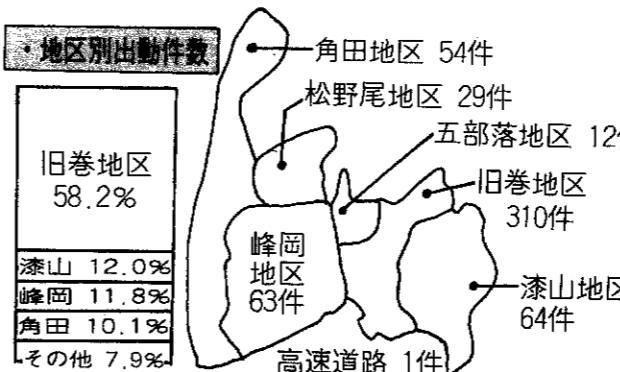 ・地区別出動件数
旧巻地区
58.2%
漆山 12.0%
峰岡 11.8%
角田 10.1%
その他 7.9%
角田地区 54件
松野尾地区 29件
五部落地区 12件
旧巻地区
310件
峰岡
地区
63件
漆山地区
64件
高速道路 1件